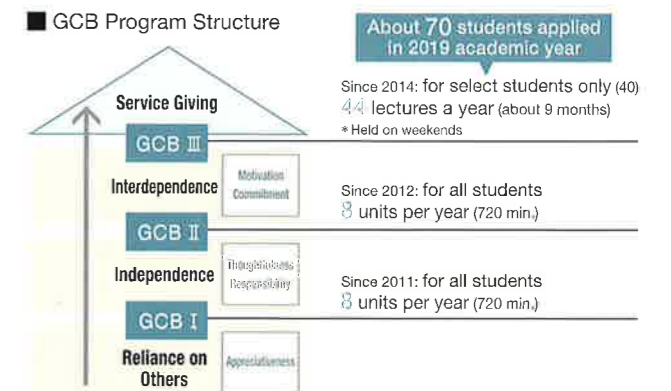 ■ GCB Program Structure
About 70 students applied
in 2019 academic year
Since 2014: for select students only (40)
44 lectures a year (about 9 months)
* Held on weekends
Service Giving
GCB III
Interdependence
Motivation
Commitment
Since 2012: for all students
8 units per year (720 min.)
GCB II
Independence
Thoughtfulness
Responsibility
Since 2011: for all students
8 units per year (720 min.)
GCB I
Reliance on
Others
Appreciativeness